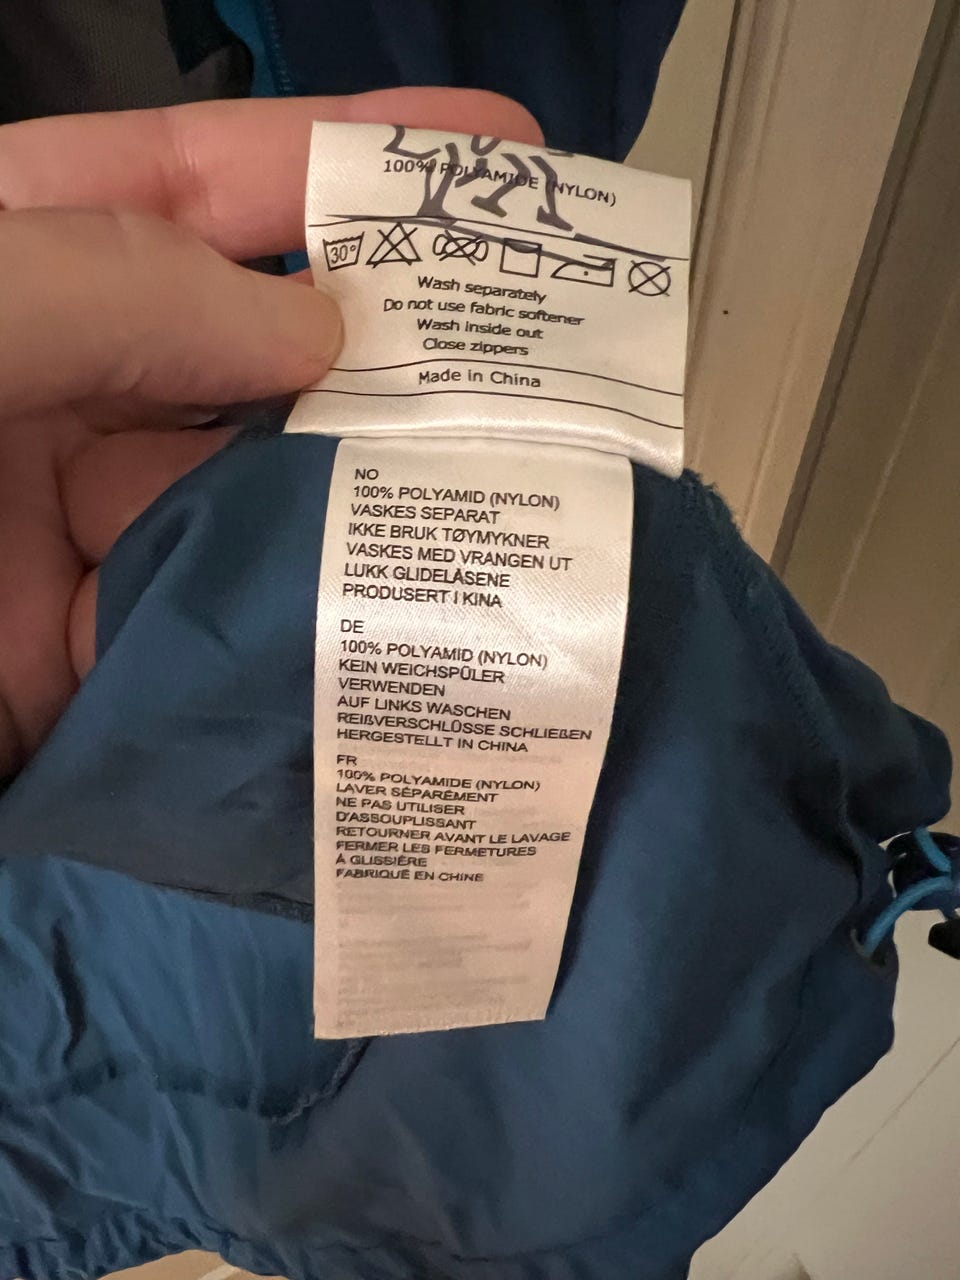 100% POLYAMIDE (NYLON)
30°
Wash separately
Do not use fabric softener
Wash inside out
Close zippers
Made in China
NO
100% POLYAMID (NYLON)
VASKES SEPARAT
IKKE BRUK TØYMYKNER
VASKES MED VRANGEN UT
LUKK GLIDELÅSENE
PRODUSERT I KINA
DE
100% POLYAMID (NYLON)
KEIN WEICHSPÜLER
VERWENDEN
AUF LINKS WASCHEN
REIßVERSCHLÜSSE SCHLIEßEN
HERGESTELLT IN CHINA
FR
100% POLYAMIDE (NYLON)
LAVER SÉPARÉMENT
NE PAS UTILISER
D'ASSOUPLISSANT
RETOURNER AVANT LE LAVAGE
FERMER LES FERMETURES
À GLISSIÈRE
FABRIQUÉ EN CHINE